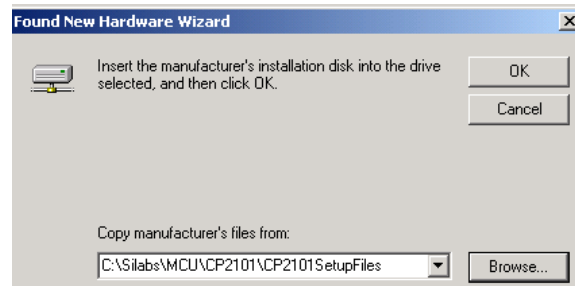 Found New Hardware Wizard
Insert the manufacturer's installation disk into the drive
selected, and then click OK.
OK
Cancel
Copy manufacturer's files from:
C:\Silabs\MCU\CP2101\CP2101SetupFiles
Browse...